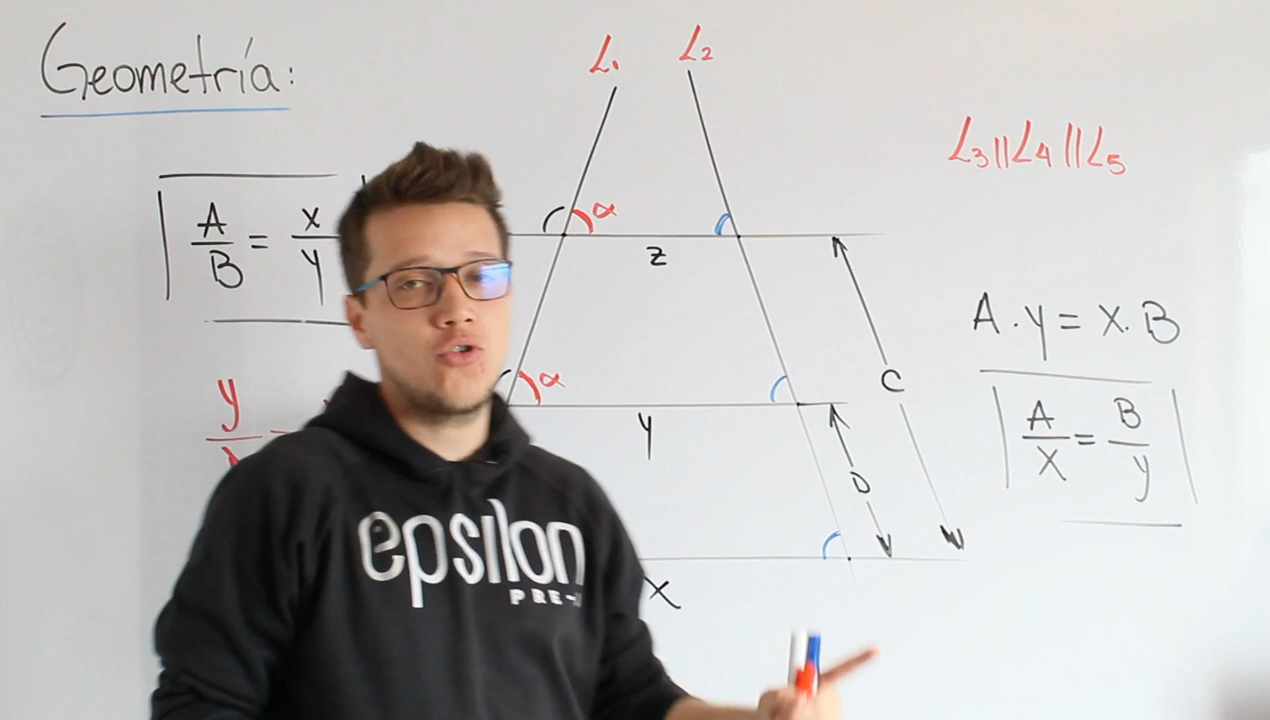 Geometría:
L1 L2
L3 || L4 || L5
A/B = x/y
α
z
A . y = x . B
α
C
y
y
A/x = B/y
D
epsilon
PRE-
x